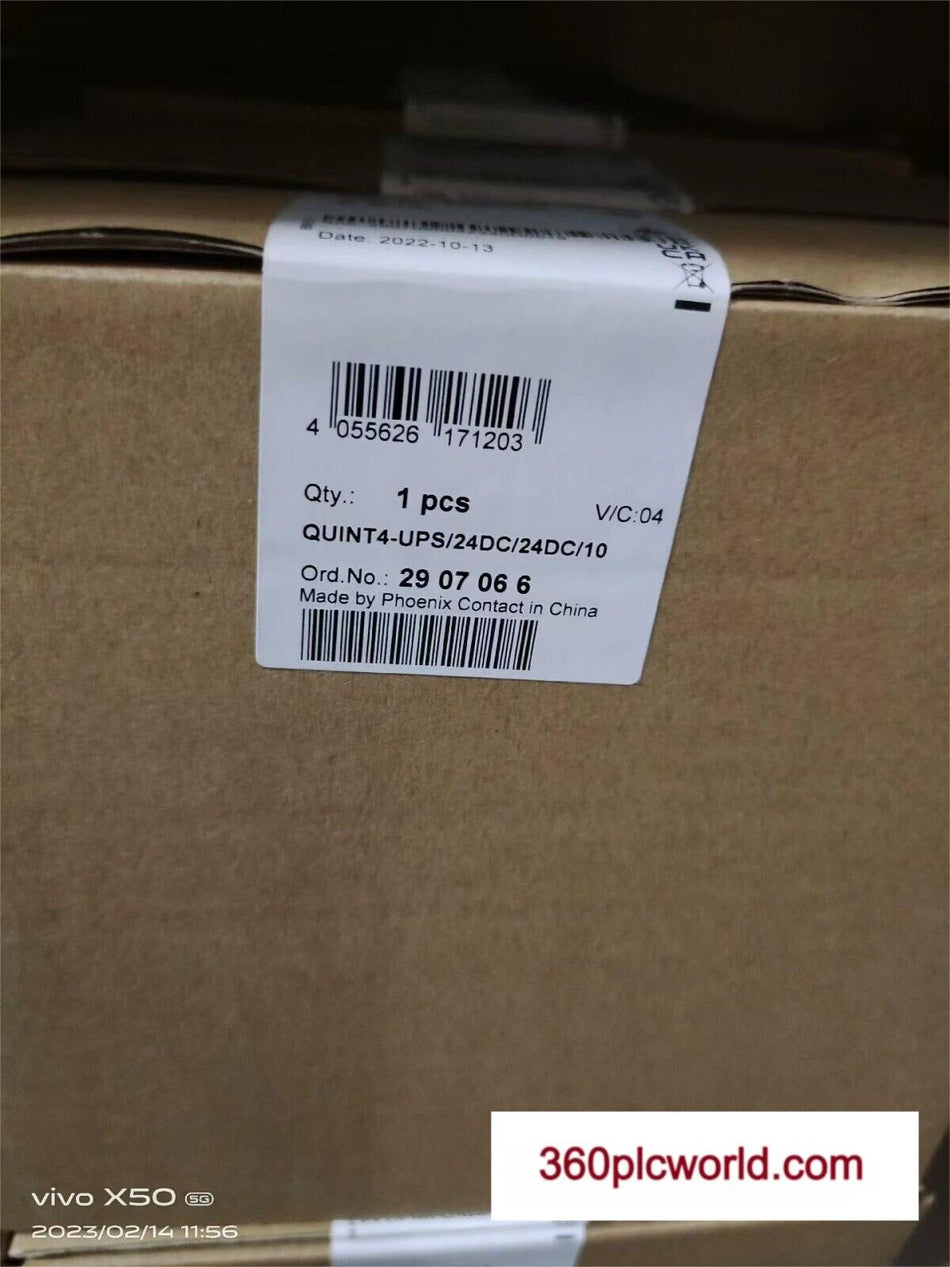 Date: 2022-10-13
4 055626 171203
Qty.: 1 pcs V/C:04
QUINT4-UPS/24DC/24DC/10
Ord.No.: 29 07 06 6
Made by Phoenix Contact in China
360plcworld.com
vivo X50 5G
2023/02/14 11:56